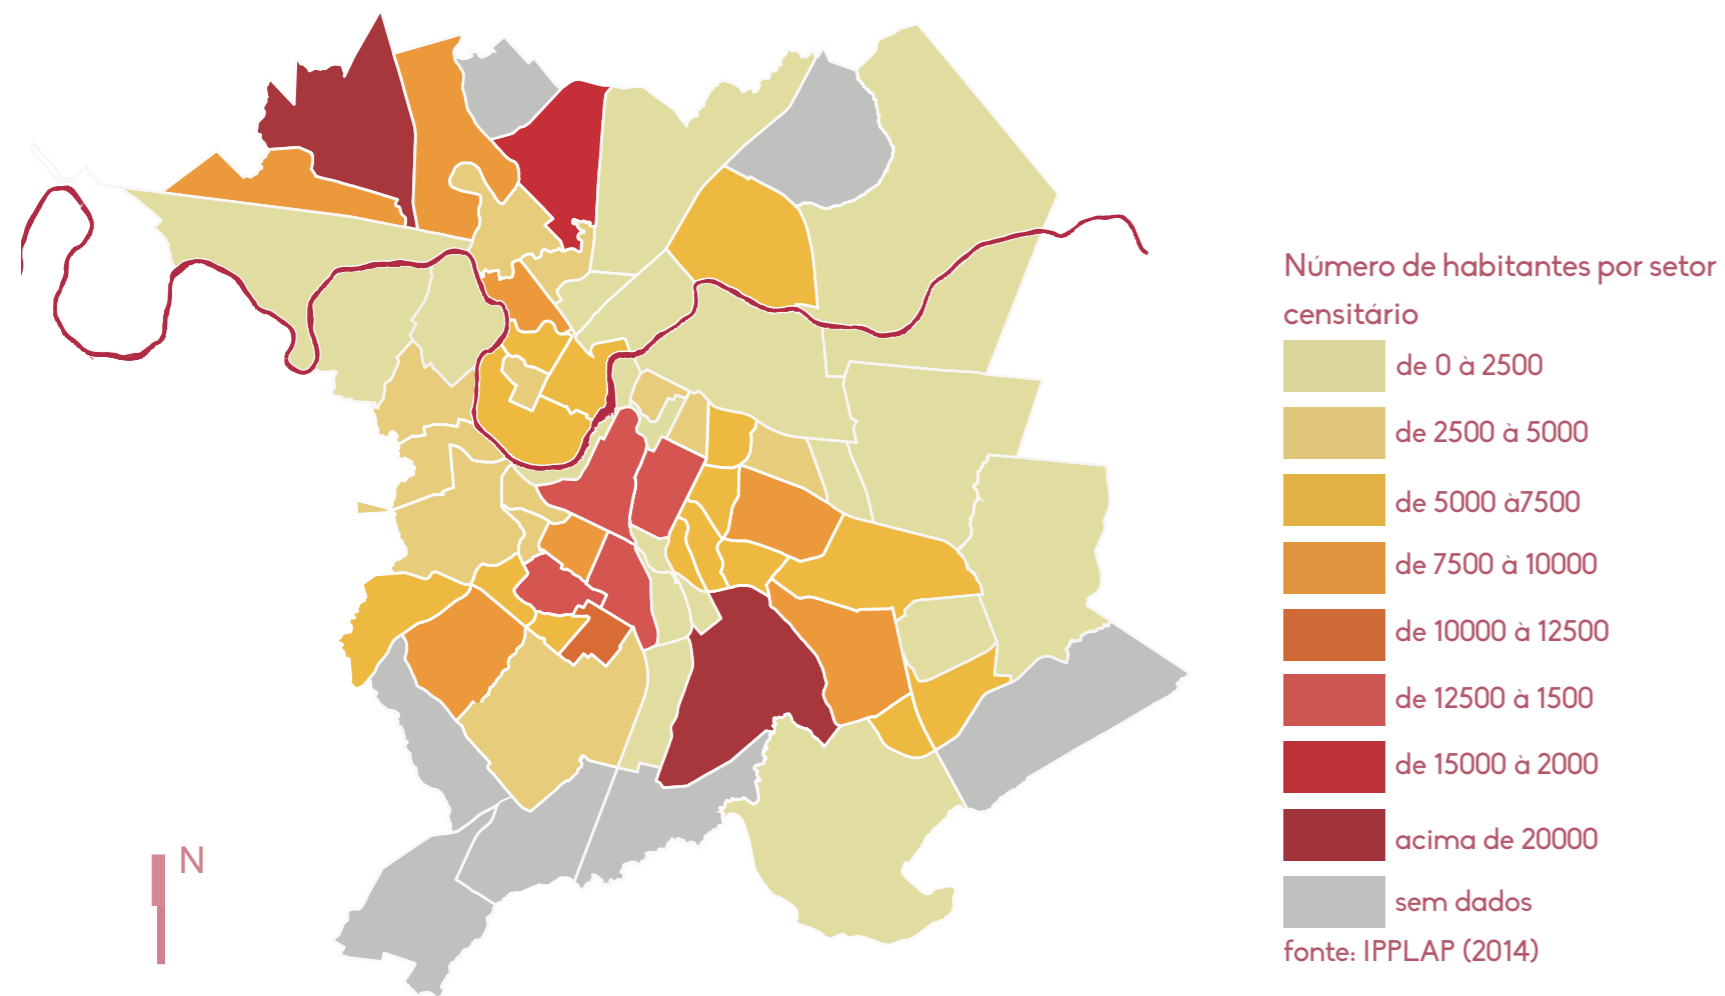 Número de habitantes por setor
censitário
de 0 à 2500
de 2500 à 5000
de 5000 à7500
de 7500 à 10000
de 10000 à 12500
de 12500 à 1500
de 15000 à 2000
acima de 20000
sem dados
fonte: IPPLAP (2014)
N